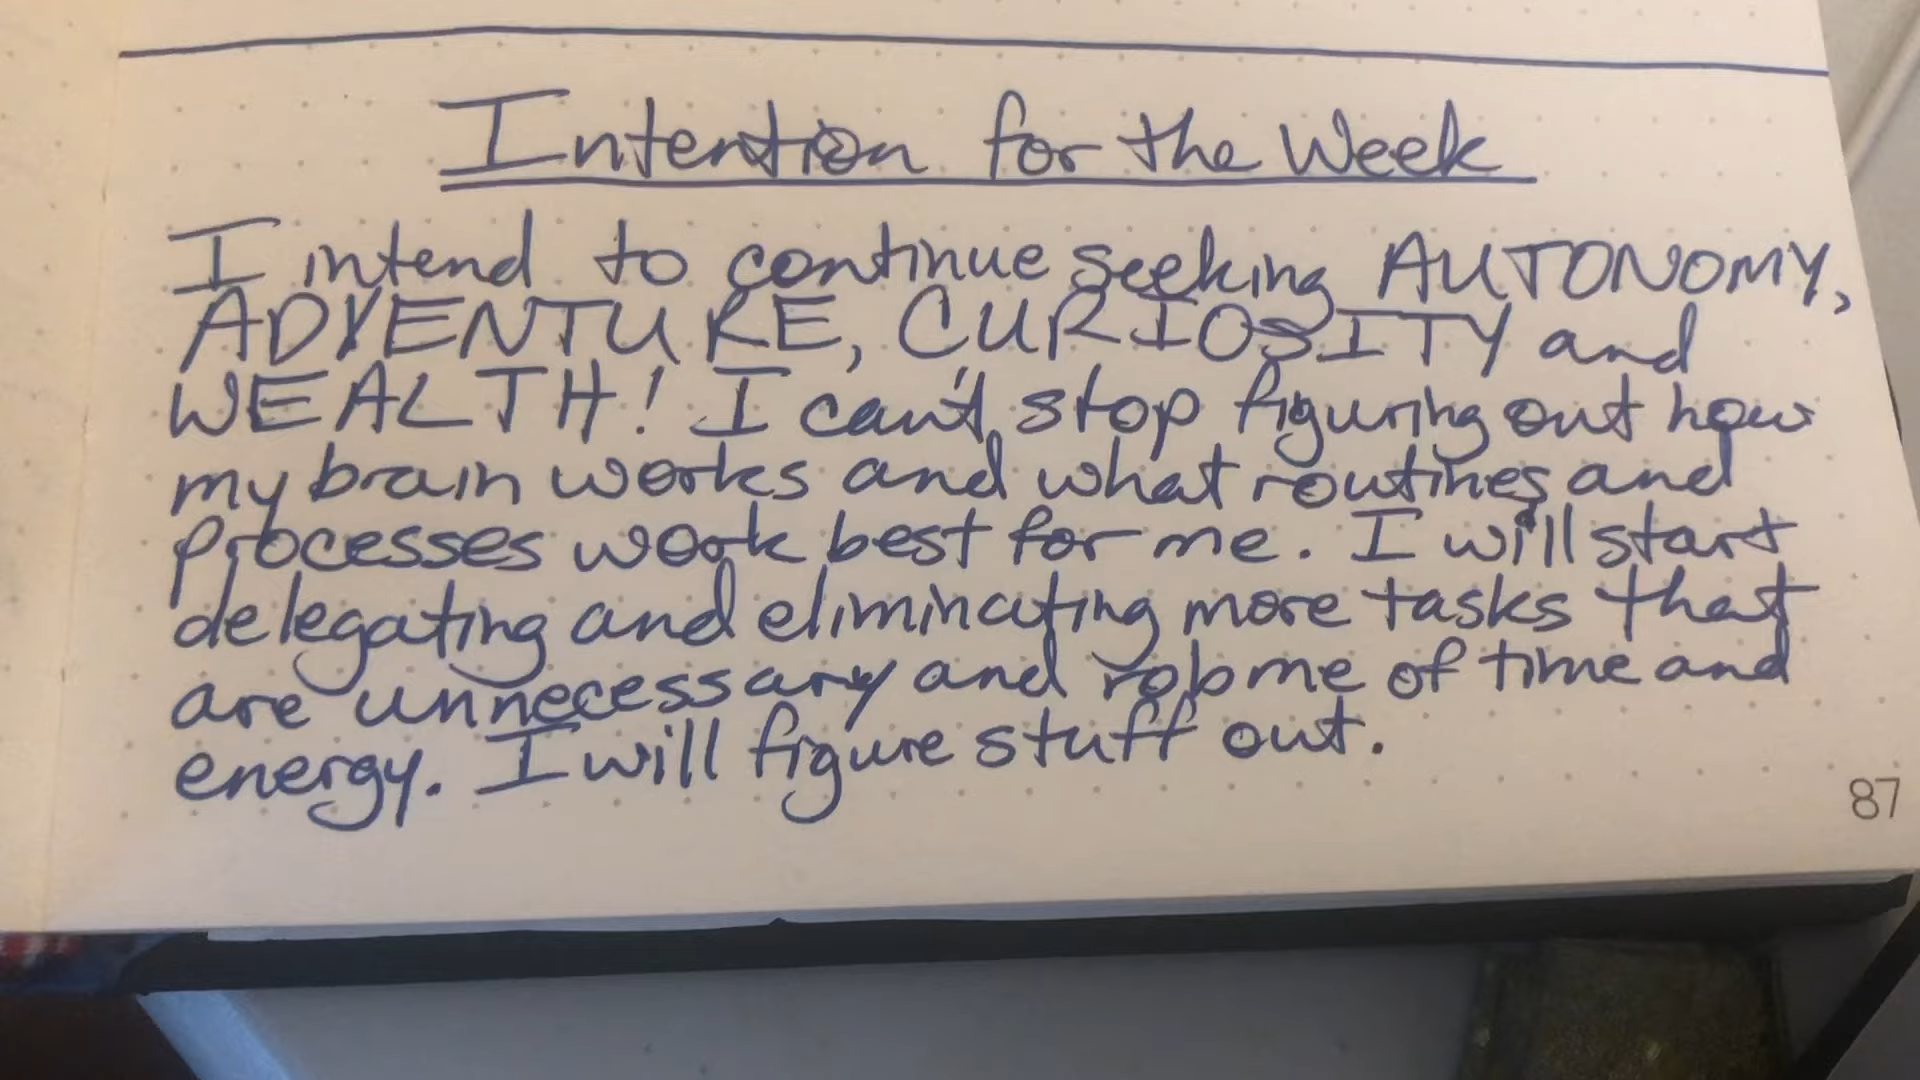 Intention for the Week
I intend to continue seeking AUTONOMY,
ADVENTURE, CURIOSITY and
WEALTH! I can't stop figuring out how
my brain works and what routines and
processes work best for me. I will start
delegating and eliminating more tasks that
are unnecessary and rob me of time and
energy. I will figure stuff out.
87